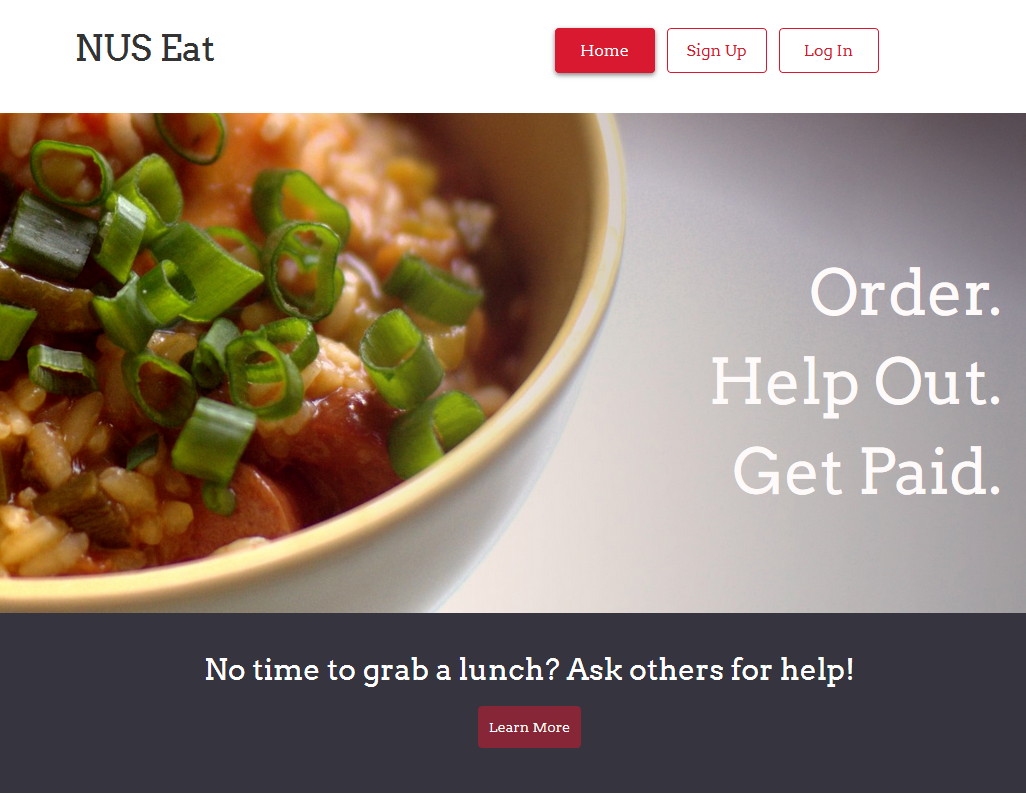 NUS Eat
Home
Sign Up
Log In
Order.
Help Out.
Get Paid.
No time to grab a lunch? Ask others for help!
Learn More